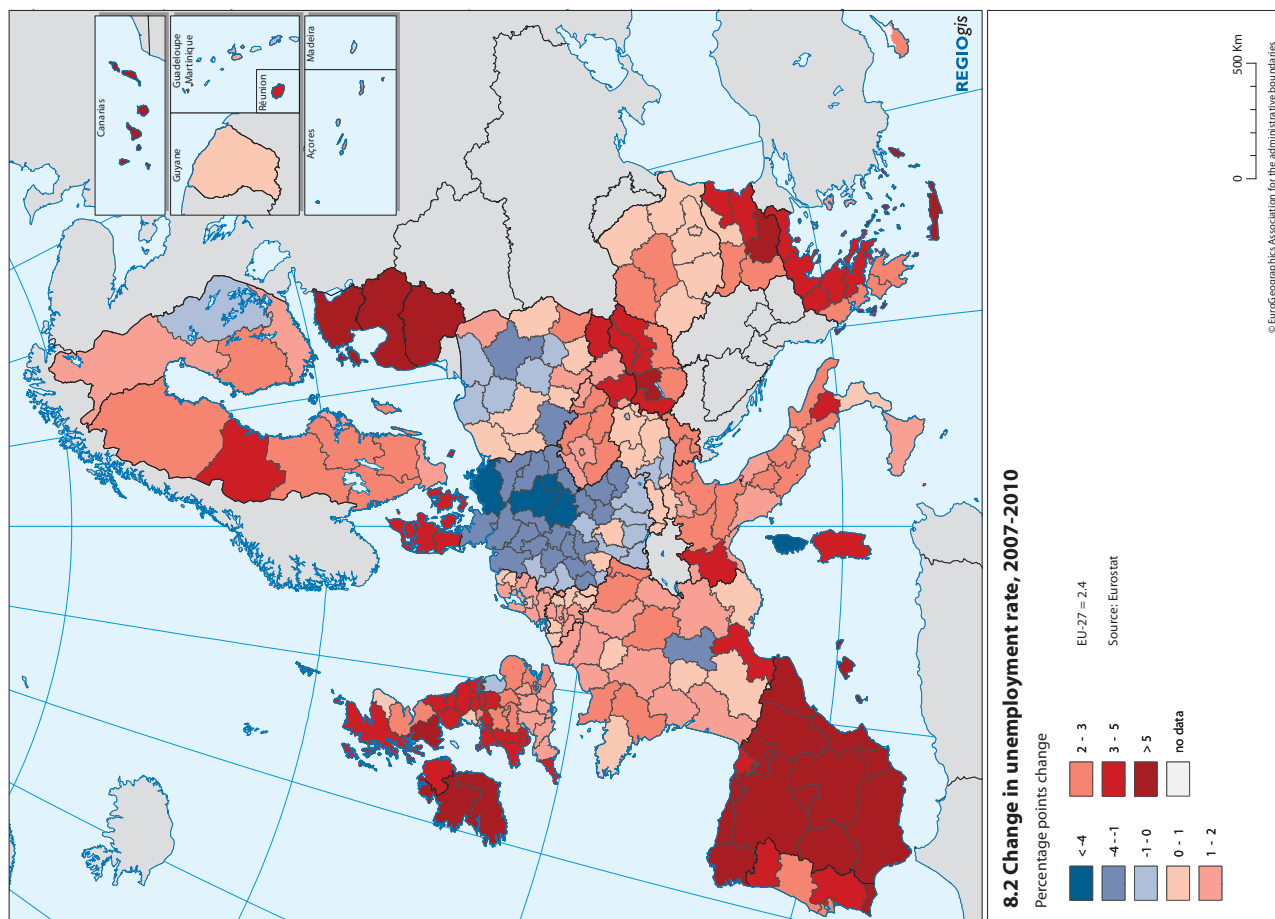 Canarias
Guyane
Guadeloupe
Martinique
Réunion
Açores
Madeira
REGIOgis
8.2 Change in unemployment rate, 2007-2010
Percentage points change
< -4
-4 - -1
-1 - 0
0 - 1
1 - 2
2 - 3
3 - 5
> 5
no data
EU-27 = 2.4
Source: Eurostat
0 500 Km
© EuroGeographics Association for the administrative boundaries